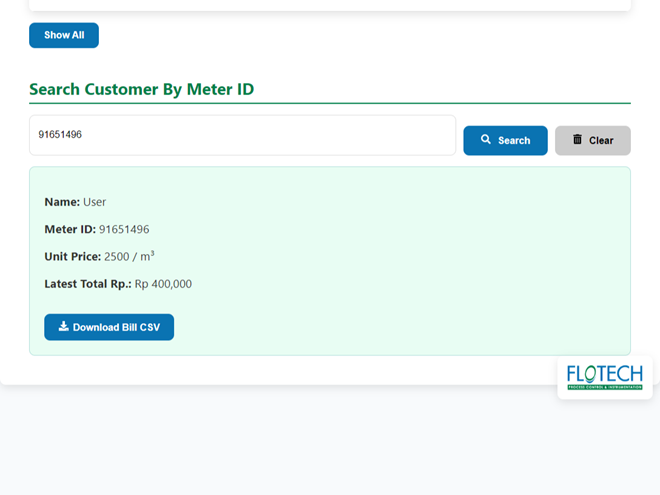 Show All
Search Customer By Meter ID
91651496
Search
Clear
Name: User
Meter ID: 91651496
Unit Price: 2500 / m³
Latest Total Rp.: Rp 400,000
Download Bill CSV
FLOTECH
PROCESS CONTROL & INSTRUMENTATION